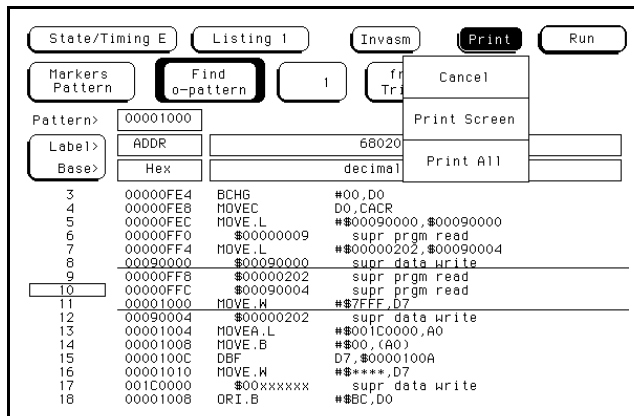 State/Timing E Listing 1 Invasm Print Run
Markers Pattern Find o-pattern 1
Cancel
Print Screen
Print All
Pattern> 00001000
Label> ADDR 68020
Base> Hex decimal
3 00000FE4 BCHG #00,D0
4 00000FE8 MOVEC D0,CACR
5 00000FEC MOVE.L #$00090000,$00090000
6 00000FF0 $00000009 supr prgm read
7 00000FF4 MOVE.L #$00000202,$00090004
8 00090000 $00090000 supr data write
9 00000FF8 $00000202 supr prgm read
10 00000FFC $00090004 supr prgm read
11 00001000 MOVE.W #$7FFF,D7
12 00090004 $00000202 supr data write
13 00001004 MOVEA.L #$001C0000,A0
14 00001008 MOVE.B #$00,(A0)
15 0000100C DBF D7,$0000100A
16 00001010 MOVE.W #$****,D7
17 001C0000 $00xxxxxx supr data write
18 00001008 ORI.B #$BC,D0